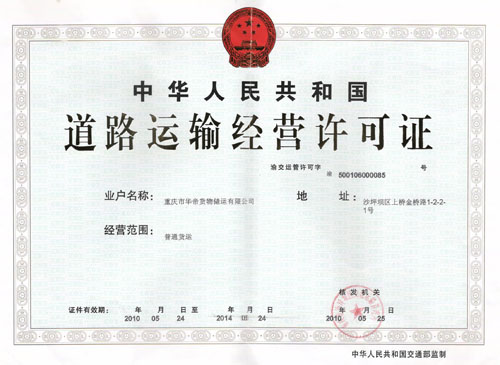 中华人民共和国
道路运输经营许可证
渝交运管许可字 渝 500106000085 号
业户名称： 重庆市华帝货物储运有限公司 地 址： 沙坪坝区上桥金桥路1-2-2-
1号
经营范围： 普通货运
核发机关
证件有效期： 2010 年 05 月 24 日至 2014 年 05 月 24 日 2010 年 05 月 25 日
中华人民共和国交通部监制